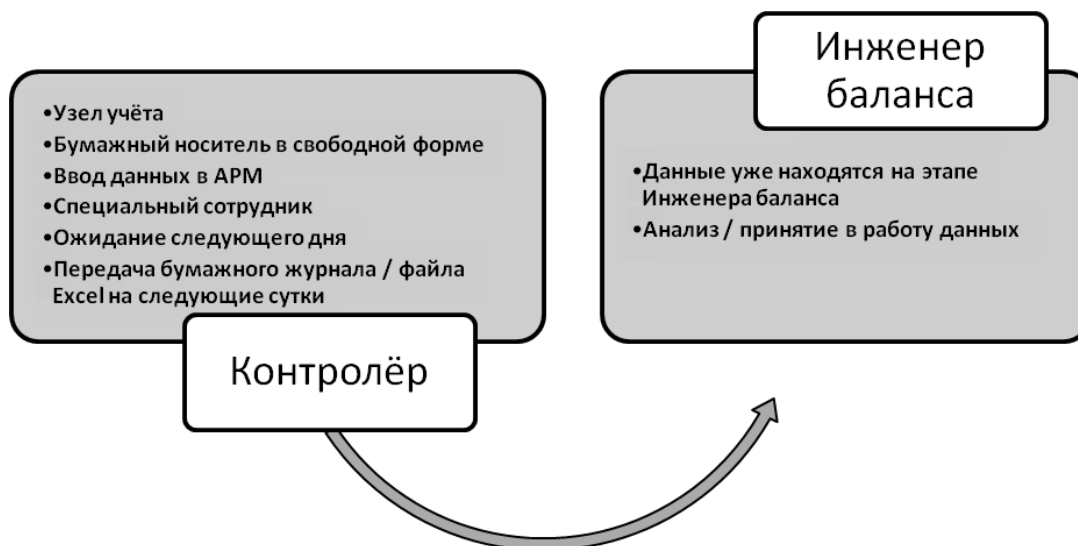 •Узел учёта
•Бумажный носитель в свободной форме
•Ввод данных в АРМ
•Специальный сотрудник
•Ожидание следующего дня
•Передача бумажного журнала / файла
Excel на следующие сутки
Контролёр
Инженер
баланса
•Данные уже находятся на этапе
Инженера баланса
•Анализ / принятие в работу данных